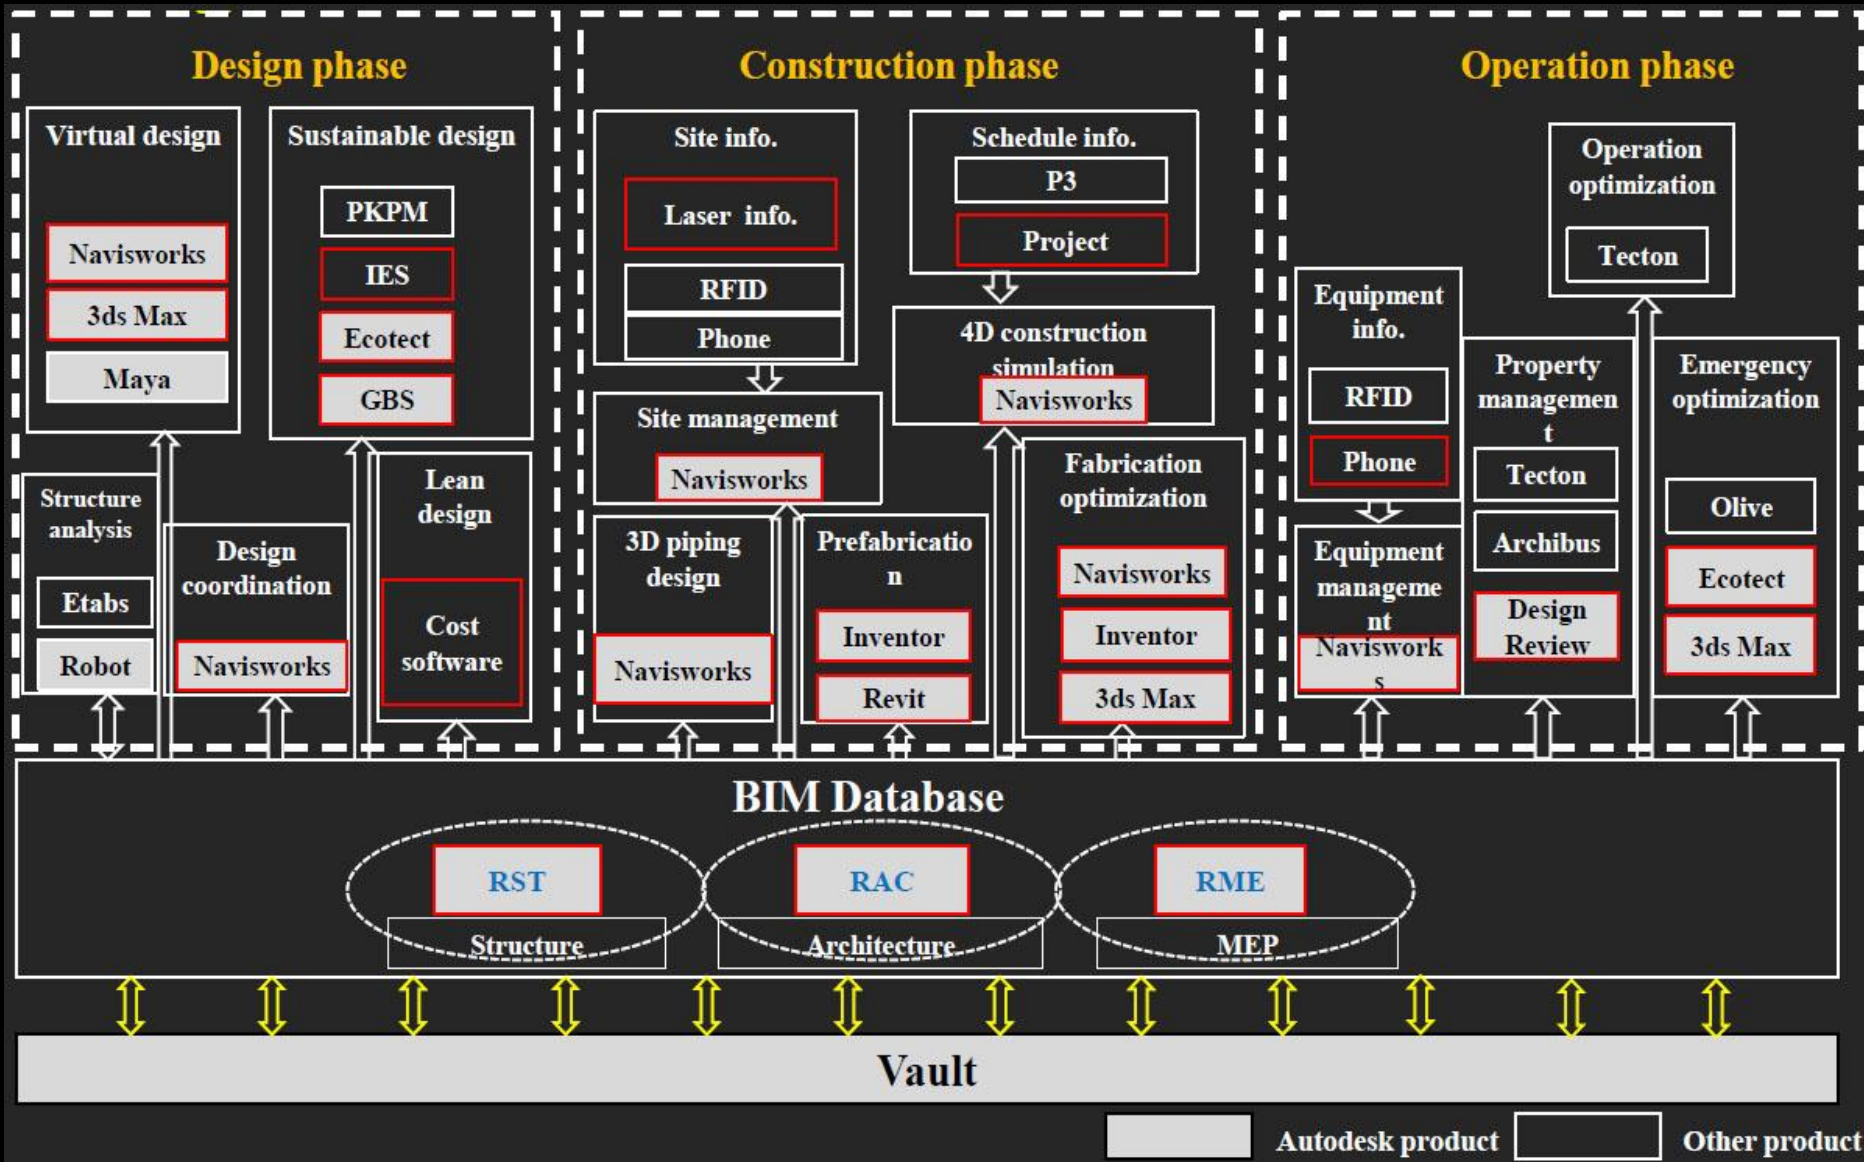 Design phase
Virtual design
Navisworks
3ds Max
Maya
Sustainable design
PKPM
IES
Ecotect
GBS
Structure
analysis
Etabs
Robot
Design
coordination
Navisworks
Lean
design
Cost
software
Construction phase
Site info.
Laser info.
RFID
Phone
Schedule info.
P3
Project
Site management
Navisworks
4D construction
simulation
Navisworks
3D piping
design
Navisworks
Prefabricatio
n
Inventor
Revit
Fabrication
optimization
Navisworks
Inventor
3ds Max
Operation phase
Operation
optimization
Tecton
Equipment
info.
RFID
Phone
Equipment
manageme
nt
Naviswork
s
Property
managemen
t
Tecton
Archibus
Design
Review
Emergency
optimization
Olive
Ecotect
3ds Max
BIM Database
RST
Structure
RAC
Architecture
RME
MEP
Vault
Autodesk product
Other product